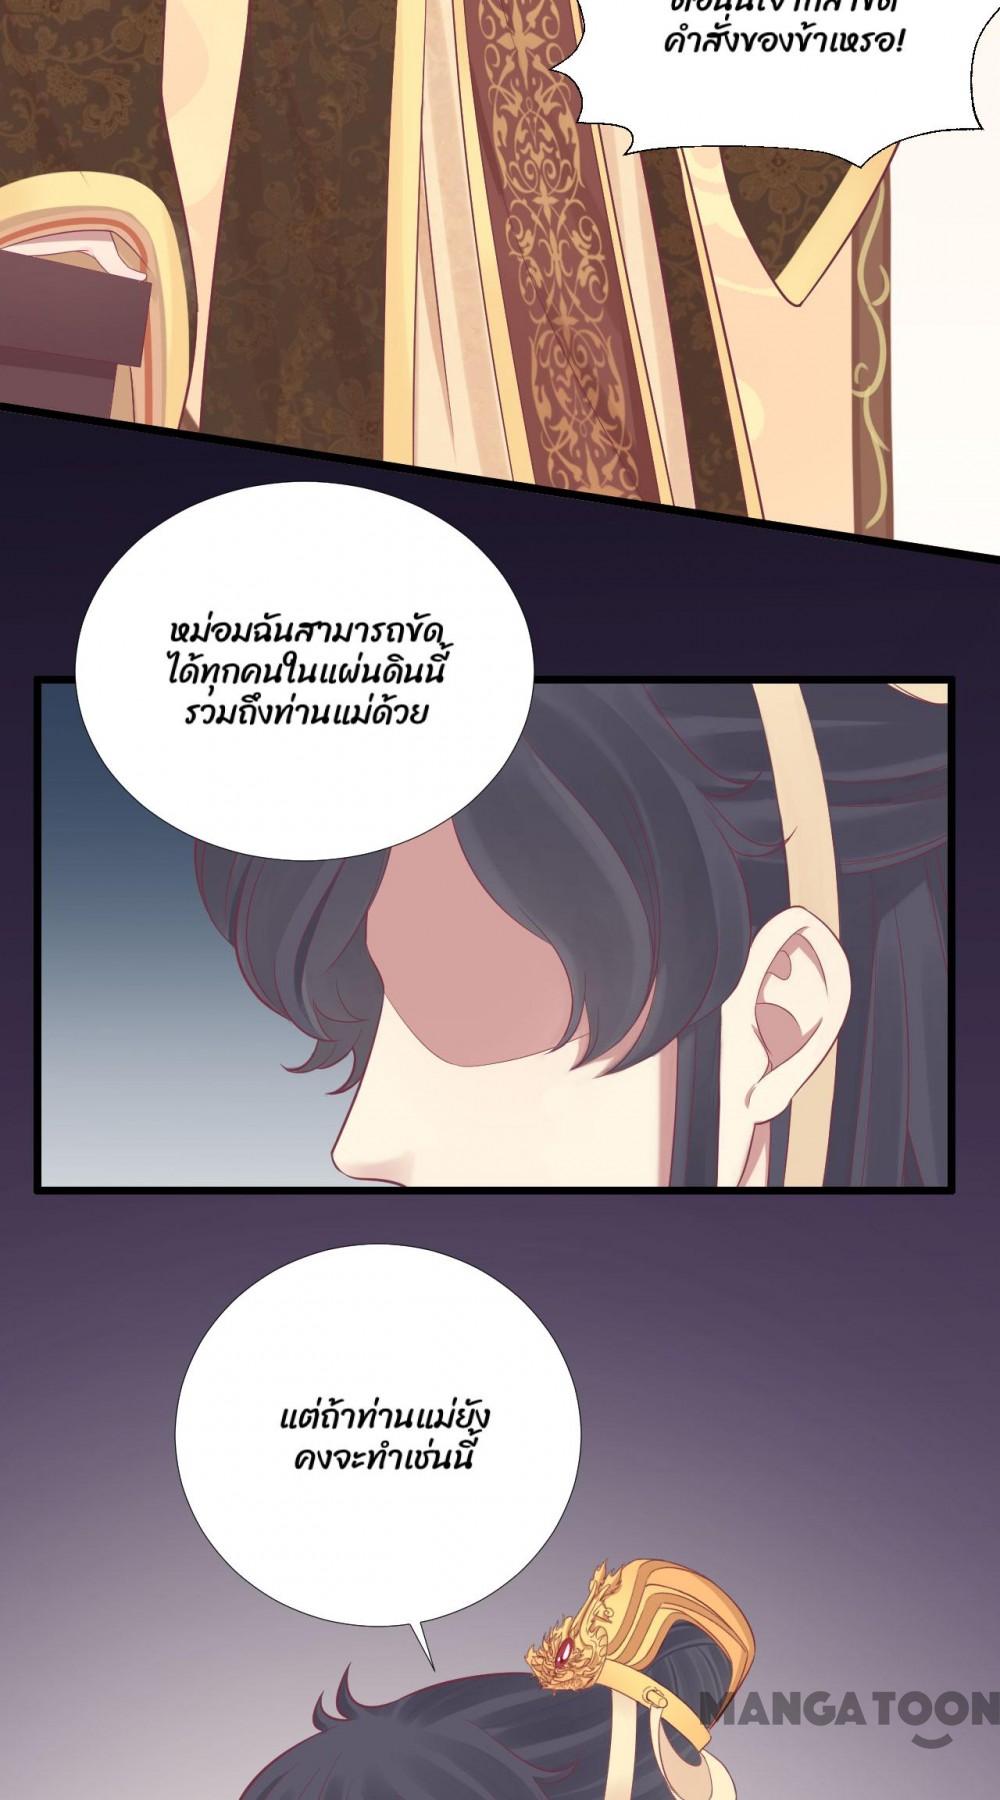 คำสั่งของข้าเหรอ!
หม่อมฉันสามารถขัด
ได้ทุกคนในแผ่นดินนี้
รวมถึงท่านแม่ด้วย
แต่ถ้าท่านแม่ยัง
คงจะทำเช่นนี้
MANGATOON